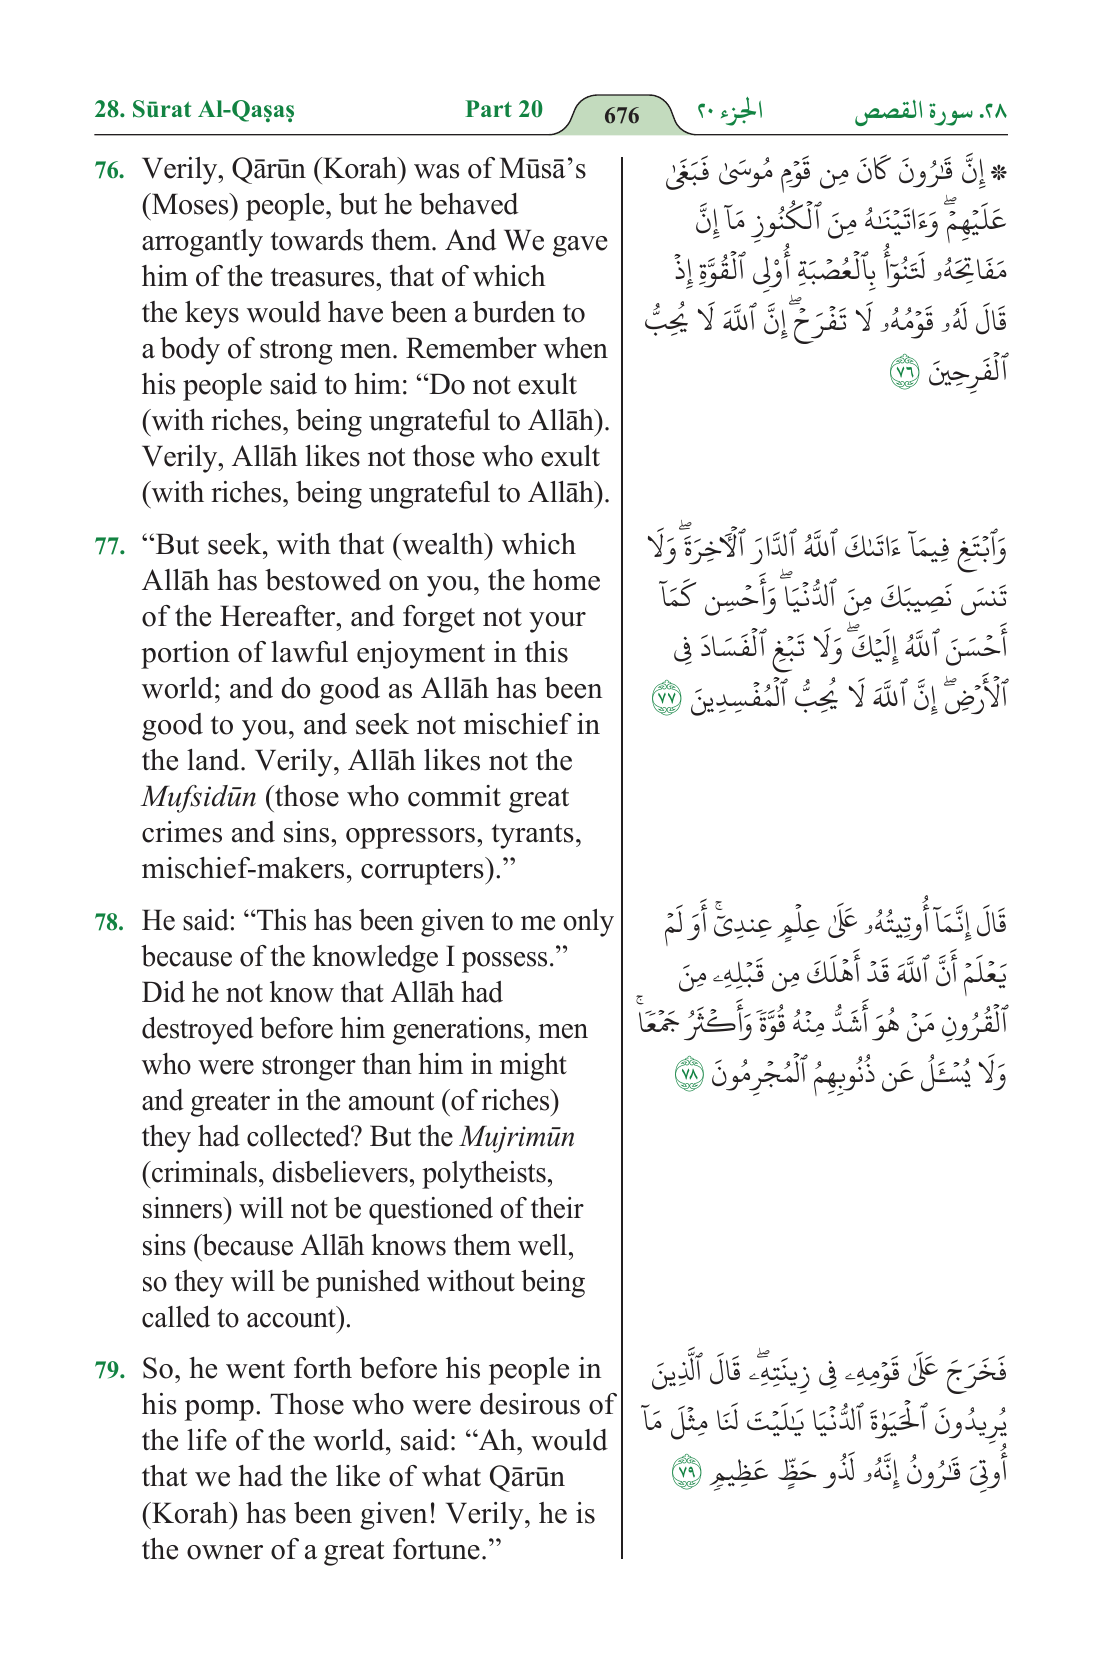 28. Sūrat Al-Qaṣaṣ Part 20 676 الجزء ٢٠ ٢٨. سورة القصص
76. Verily, Qārūn (Korah) was of Mūsā’s
(Moses) people, but he behaved
arrogantly towards them. And We gave
him of the treasures, that of which
the keys would have been a burden to
a body of strong men. Remember when
his people said to him: “Do not exult
(with riches, being ungrateful to Allāh).
Verily, Allāh likes not those who exult
(with riches, being ungrateful to Allāh).
77. “But seek, with that (wealth) which
Allāh has bestowed on you, the home
of the Hereafter, and forget not your
portion of lawful enjoyment in this
world; and do good as Allāh has been
good to you, and seek not mischief in
the land. Verily, Allāh likes not the
Mufsidūn (those who commit great
crimes and sins, oppressors, tyrants,
mischief-makers, corrupters).”
78. He said: “This has been given to me only
because of the knowledge I possess.”
Did he not know that Allāh had
destroyed before him generations, men
who were stronger than him in might
and greater in the amount (of riches)
they had collected? But the Mujrimūn
(criminals, disbelievers, polytheists,
sinners) will not be questioned of their
sins (because Allāh knows them well,
so they will be punished without being
called to account).
79. So, he went forth before his people in
his pomp. Those who were desirous of
the life of the world, said: “Ah, would
that we had the like of what Qārūn
(Korah) has been given! Verily, he is
the owner of a great fortune.”
۞ إِنَّ قَٰرُونَ كَانَ مِن قَوۡمِ مُوسَىٰ فَبَغَىٰ
عَلَيۡهِمۡۖ وَءَاتَيۡنَٰهُ مِنَ ٱلۡكُنُوزِ مَآ إِنَّ
مَفَاتِحَهُۥ لَتَنُوٓأُ بِٱلۡعُصۡبَةِ أُوْلِي ٱلۡقُوَّةِ إِذۡ
قَالَ لَهُۥ قَوۡمُهُۥ لَا تَفۡرَحۡۖ إِنَّ ٱللَّهَ لَا يُحِبُّ
ٱلۡفَرِحِينَ ٧٦
وَٱبۡتَغِ فِيمَآ ءَاتَىٰكَ ٱللَّهُ ٱلدَّارَ ٱلۡأٓخِرَةَۖ وَلَا
تَنسَ نَصِيبَكَ مِنَ ٱلدُّنۡيَاۖ وَأَحۡسِن كَمَآ
أَحۡسَنَ ٱللَّهُ إِلَيۡكَۖ وَلَا تَبۡغِ ٱلۡفَسَادَ فِي
ٱلۡأَرۡضِۖ إِنَّ ٱللَّهَ لَا يُحِبُّ ٱلۡمُفۡسِدِينَ ٧٧
قَالَ إِنَّمَآ أُوتِيتُهُۥ عَلَىٰ عِلۡمٍ عِندِيٓۚ أَوَ لَمۡ
يَعۡلَمۡ أَنَّ ٱللَّهَ قَدۡ أَهۡلَكَ مِن قَبۡلِهِۦ مِنَ
ٱلۡقُرُونِ مَنۡ هُوَ أَشَدُّ مِنۡهُ قُوَّةٗ وَأَكۡثَرُ جَمۡعٗاۚ
وَلَا يُسۡـَٔلُ عَن ذُنُوبِهِمُ ٱلۡمُجۡرِمُونَ ٧٨
فَخَرَجَ عَلَىٰ قَوۡمِهِۦ فِي زِينَتِهِۦۖ قَالَ ٱلَّذِينَ
يُرِيدُونَ ٱلۡحَيَوٰةَ ٱلدُّنۡيَا يَٰلَيۡتَ لَنَا مِثۡلَ مَآ
أُوتِيَ قَٰرُونُ إِنَّهُۥ لَذُو حَظٍّ عَظِيمٖ ٧٩